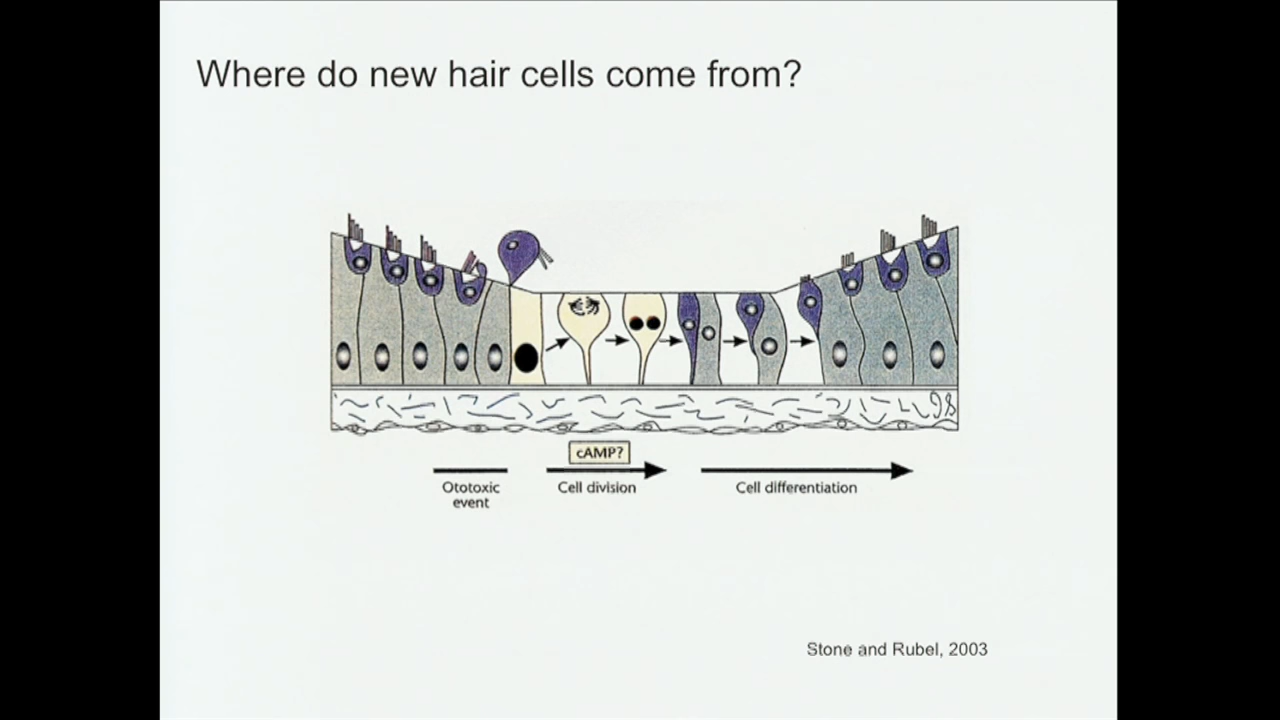 Where do new hair cells come from?
cAMP?
Ototoxic
event
Cell division
Cell differentiation
Stone and Rubel, 2003